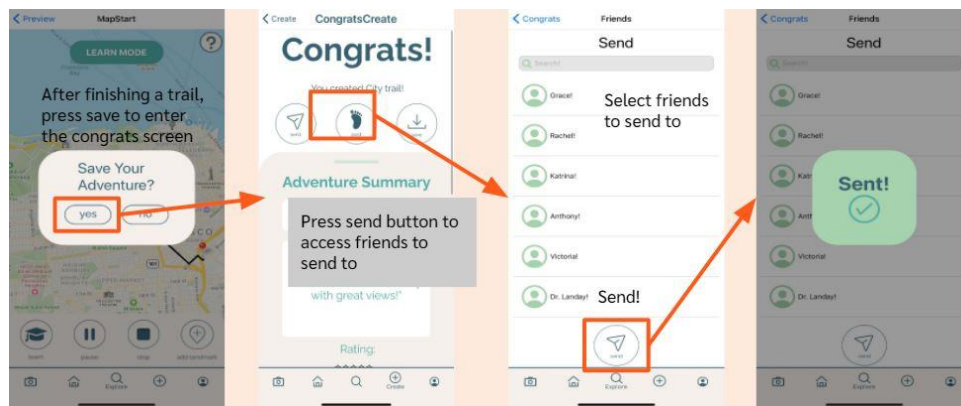 Preview
MapStart
LEARN MODE
?
After finishing a trail,
press save to enter
the congrats screen
Save Your
Adventure?
yes
no
learn
pause
stop
add landmark
Explore
Create
CongratsCreate
Congrats!
You created City trail!
send
save
Adventure Summary
Press send button to
access friends to
send to
with great views!"
Rating:
Create
Congrats
Friends
Send
Search!
Grace!
Rachel!
Katrina!
Anthony!
Victoria!
Dr. Landay!
Select friends
to send to
Send!
send
Explore
Congrats
Friends
Send
Search!
Grace!
Rachel!
Katr
Anth
Victoria!
Dr. Landay!
Sent!
send
Explore